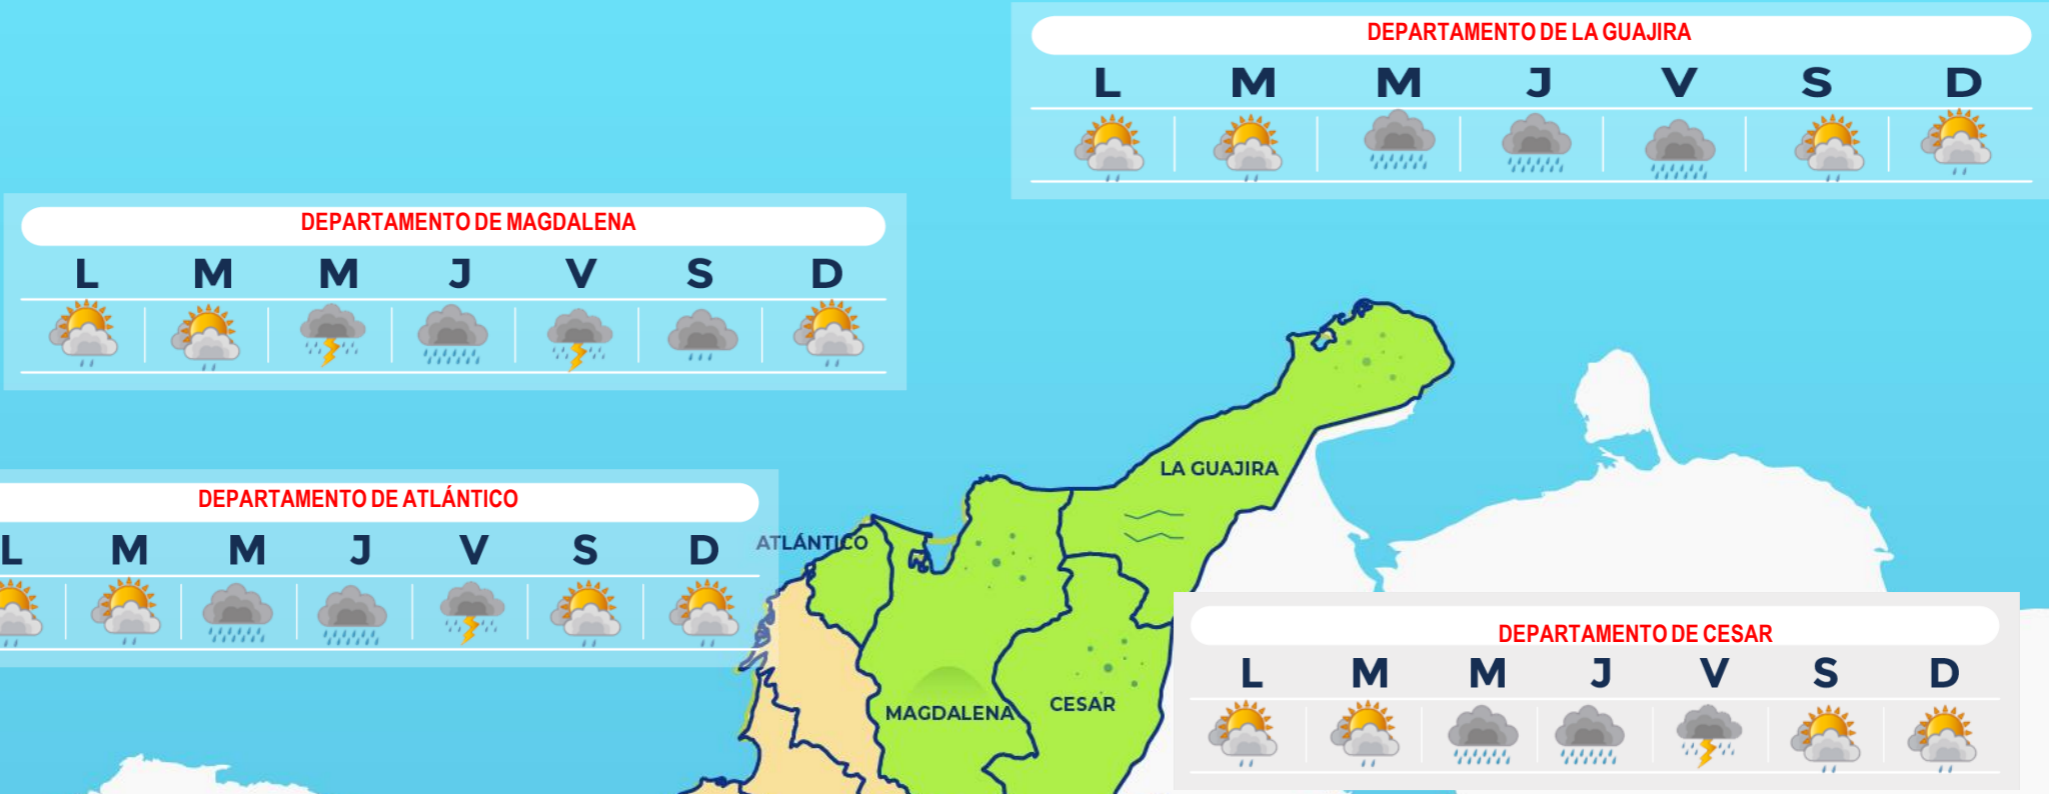 DEPARTAMENTO DE LA GUAJIRA
L M M J V S D
DEPARTAMENTO DE MAGDALENA
L M M J V S D
LA GUAJIRA
DEPARTAMENTO DE ATLÁNTICO
L M M J V S D
ATLÁNTICO
DEPARTAMENTO DE CESAR
L M M J V S D
MAGDALENA
CESAR